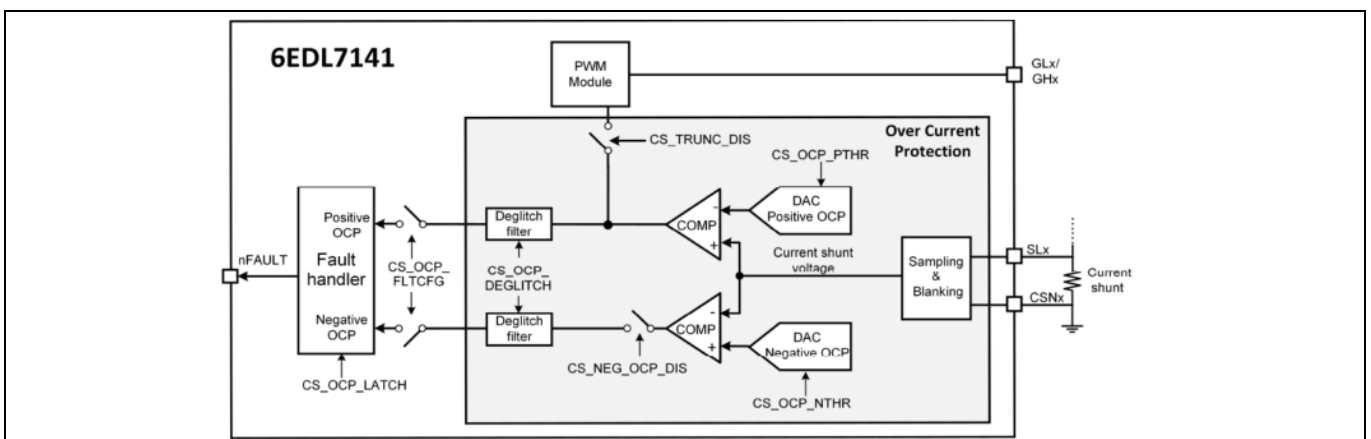 6EDL7141
PWM
Module
GLx/
GHx
Over Current
Protection
CS_TRUNC_DIS
CS_OCP_PTHR
DAC
Positive OCP
-
COMP
+
Positive
OCP
Deglitch
filter
Fault
handler
nFAULT
CS_OCP_
FLTCFG
CS_OCP_
DEGLITCH
Current shunt
voltage
Sampling
&
Blanking
SLx
Current
shunt
CSNx
Negative
OCP
Deglitch
filter
-
COMP
+
DAC
Negative OCP
CS_NEG_OCP_DIS
CS_OCP_LATCH
CS_OCP_NTHR